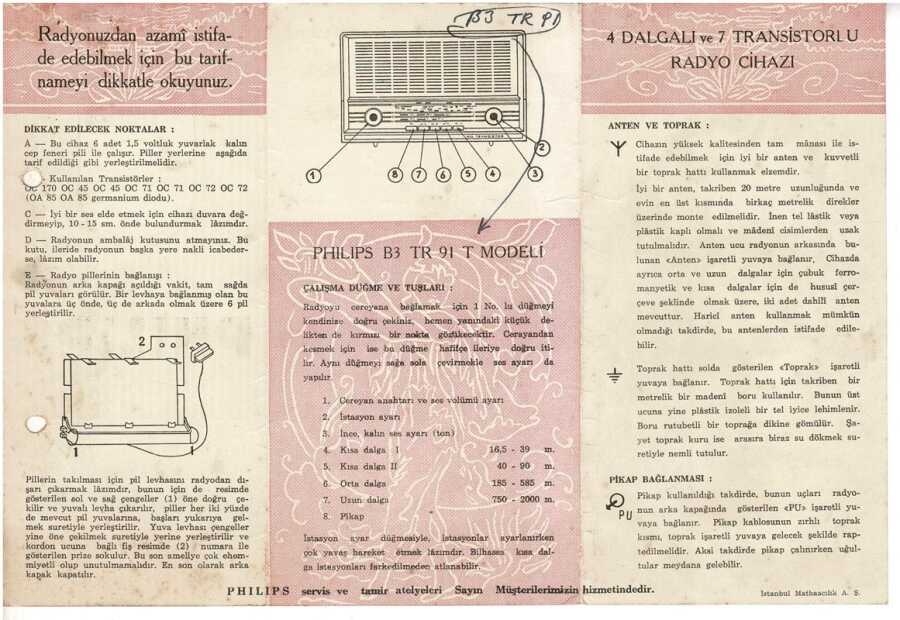 Radyonuzdan azamî istifa-
de edebilmek için bu tarif-
nameyi dikkatle okuyunuz.
DİKKAT EDİLECEK NOKTALAR :
A — Bu cihaz 6 adet 1,5 voltluk yuvarlak kalın
cep feneri pili ile çalışır. Piller yerlerine aşağıda
tarif edildiği gibi yerleştirilmelidir.
- Kullanılan Transistörler :
OC 170 OC 45 OC 45 OC 71 OC 71 OC 72 OC 72
(OA 85 OA 85 germanium diodu).
C — İyi bir ses elde etmek için cihazı duvara değ-
dirmeyip, 10 - 15 sm. önde bulundurmak lâzımdır.
D — Radyonun ambalâj kutusunu atmayınız. Bu
kutu, ileride radyonun başka yere nakli icabeder-
se, lâzım olabilir.
E — Radyo pillerinin bağlanışı :
Radyonun arka kapağı açıldığı vakit, tam sağda
pil yuvaları görülür. Bir levhaya bağlanmış olan bu
yuvalara üç önde, üç de arkada olmak üzere 6 pil
yerleştirilir.
2
1
1
Pillerin takılması için pil levhasını radyodan dı-
şarı çıkarmak lâzımdır, bunun için de resimde
gösterilen sol ve sağ çengeller (1) öne doğru çe-
kilir ve yuvalı levha çıkarılır, piller her iki yüzde
de mevcut pil yuvalarına, başları yukarıya gel-
mek suretiyle yerleştirilir. Yuva levhası çengeller
yine öne çekilmek suretiyle yerine yerleştirilir ve
kordon ucuna bağlı fiş resimde (2) numara ile
gösterilen prize sokulur. Bu son ameliye çok ehem-
miyetli olup unutulmamalıdır. En son olarak arka
kapak kapatılır.
B3 TR 91
1
8
7
6
5
4
3
2
PHILIPS B3 TR 91 T MODELİ
ÇALIŞMA DÜĞME VE TUŞLARI :
Radyoyu cereyana bağlamak için 1 No. lu düğmeyi
kendinize doğru çekiniz, hemen yanındaki küçük de-
likten de kırmızı bir nokta gözükecektir. Cereyandan
kesmek için ise bu düğme hafifçe ileriye doğru iti-
lir. Aynı düğmeyi sağa sola çevirmekle ses ayarı da
yapılır.
1. Cereyan anahtarı ve ses volümü ayarı
2. İstasyon ayarı
3. İnce, kalın ses ayarı (ton)
4. Kısa dalga I 16,5 - 39 m.
5. Kısa dalga II 40 - 90 m.
6. Orta dalga 185 - 585 m.
7. Uzun dalga 750 - 2000 m.
8. Pikap
İstasyon ayar düğmesiyle, istasyonlar ayarlanırken
çok yavaş hareket etmek lâzımdır. Bilhassa kısa dal-
ga istasyonları farkedilmeden atlanabilir.
4 DALGALI ve 7 TRANSİSTORLU
RADYO CİHAZI
ANTEN VE TOPRAK :
Cihazın yüksek kalitesinden tam mânası ile is-
tifade edebilmek için iyi bir anten ve kuvvetli
bir toprak hattı kullanmak elzemdir.
İyi bir anten, takriben 20 metre uzunluğunda ve
evin en üst kısmında birkaç metrelik direkler
üzerinde monte edilmelidir. İnen tel lâstik veya
plâstik kaplı olmalı ve mâdenî cisimlerden uzak
tutulmalıdır. Anten ucu radyonun arkasında bu-
lunan «Anten» işaretli yuvaya bağlanır, Cihazda
ayrıca orta ve uzun dalgalar için çubuk ferro-
manyetik ve kısa dalgalar için de hususî çer-
çeve şeklinde olmak üzere, iki adet dahilî anten
mevcuttur. Haricî anten kullanmak mümkün
olmadığı takdirde, bu antenlerden istifade edile-
bilir.
Toprak hattı solda gösterilen «Toprak» işaretli
yuvaya bağlanır. Toprak hattı için takriben bir
metrelik bir madenî boru kullanılır. Bunun üst
ucuna yine plâstik izoleli bir tel iyice lehimlenir.
Boru rutubetli bir toprağa dikine gömülür. Şa-
yet toprak kuru ise arasıra biraz su dökmek su-
retiyle nemli tutulur.
PİKAP BAĞLANMASI :
PU
Pikap kullanıldığı takdirde, bunun uçları radyo-
nun arka kapağında gösterilen «PU» işaretli yu-
vaya bağlanır. Pikap kablosunun zırhlı toprak
kısmı, toprak işaretli yuvaya gelecek şekilde rap-
tedilmelidir. Aksi takdirde pikap çalınırken uğul-
tular meydana gelebilir.
PHILIPS servis ve tamir atelyeleri Sayın Müşterilerimizin hizmetindedir.
İstanbul Matbaacılık A. Ş.